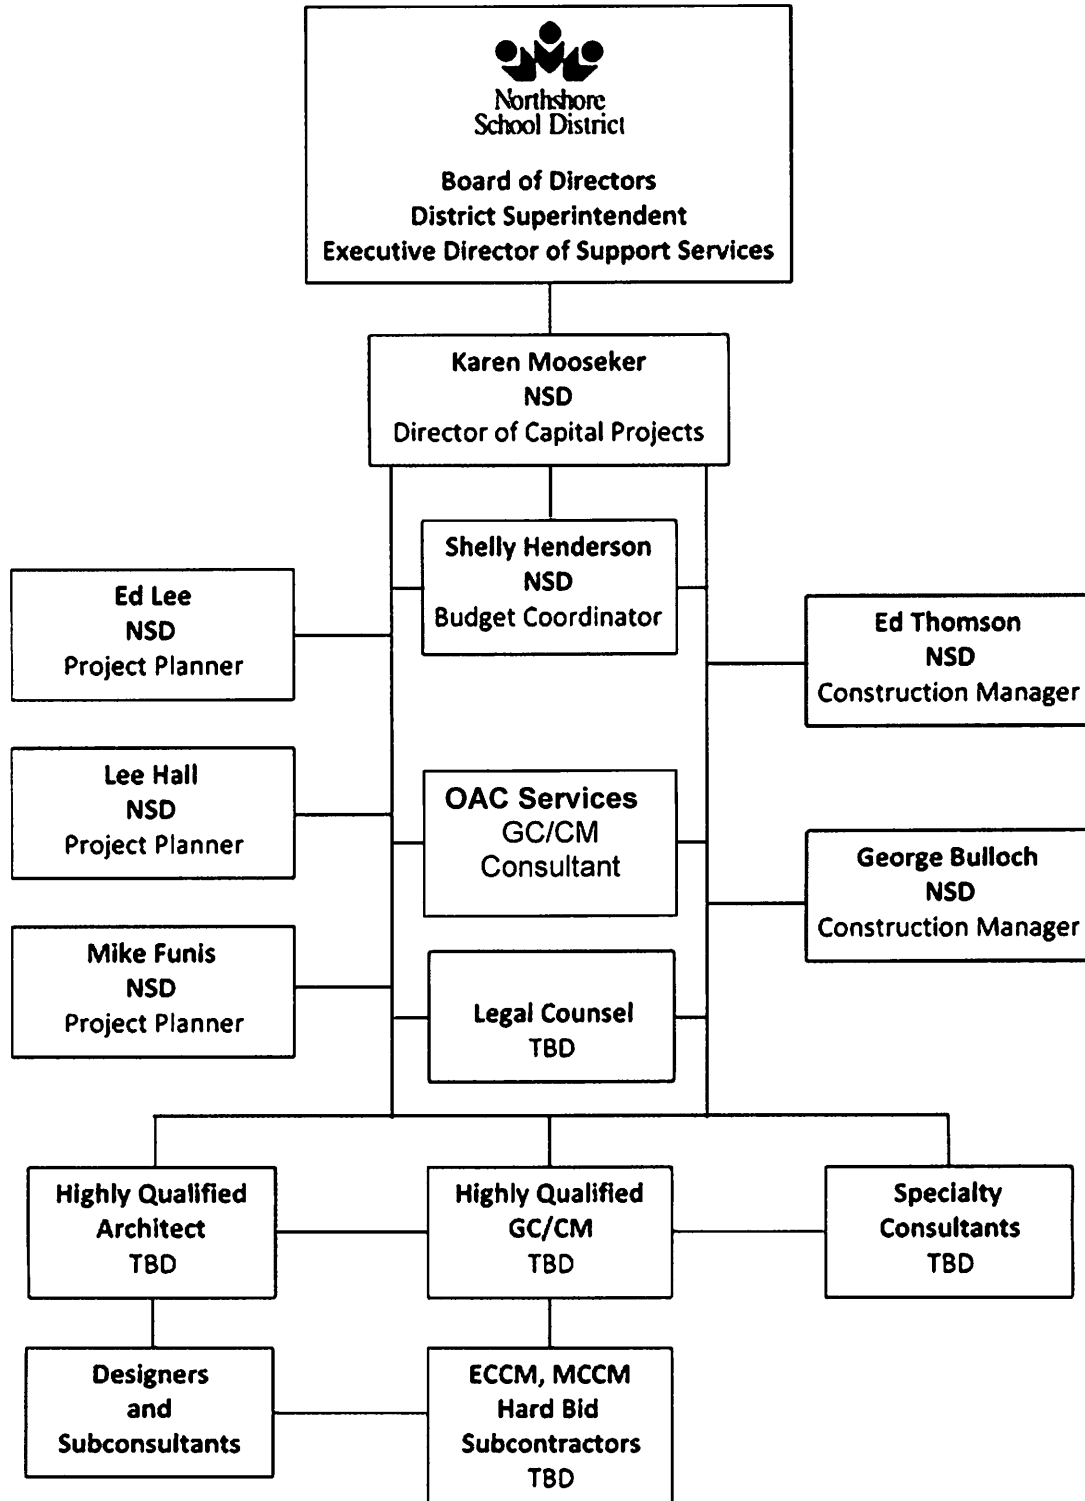 Northshore
School District
Board of Directors
District Superintendent
Executive Director of Support Services
Karen Mooseker
NSD
Director of Capital Projects
Shelly Henderson
NSD
Budget Coordinator
Ed Lee
NSD
Project Planner
Ed Thomson
NSD
Construction Manager
Lee Hall
NSD
Project Planner
OAC Services
GC/CM
Consultant
George Bulloch
NSD
Construction Manager
Mike Funis
NSD
Project Planner
Legal Counsel
TBD
Highly Qualified
Architect
TBD
Highly Qualified
GC/CM
TBD
Specialty
Consultants
TBD
Designers
and
Subconsultants
ECCM, MCCM
Hard Bid
Subcontractors
TBD